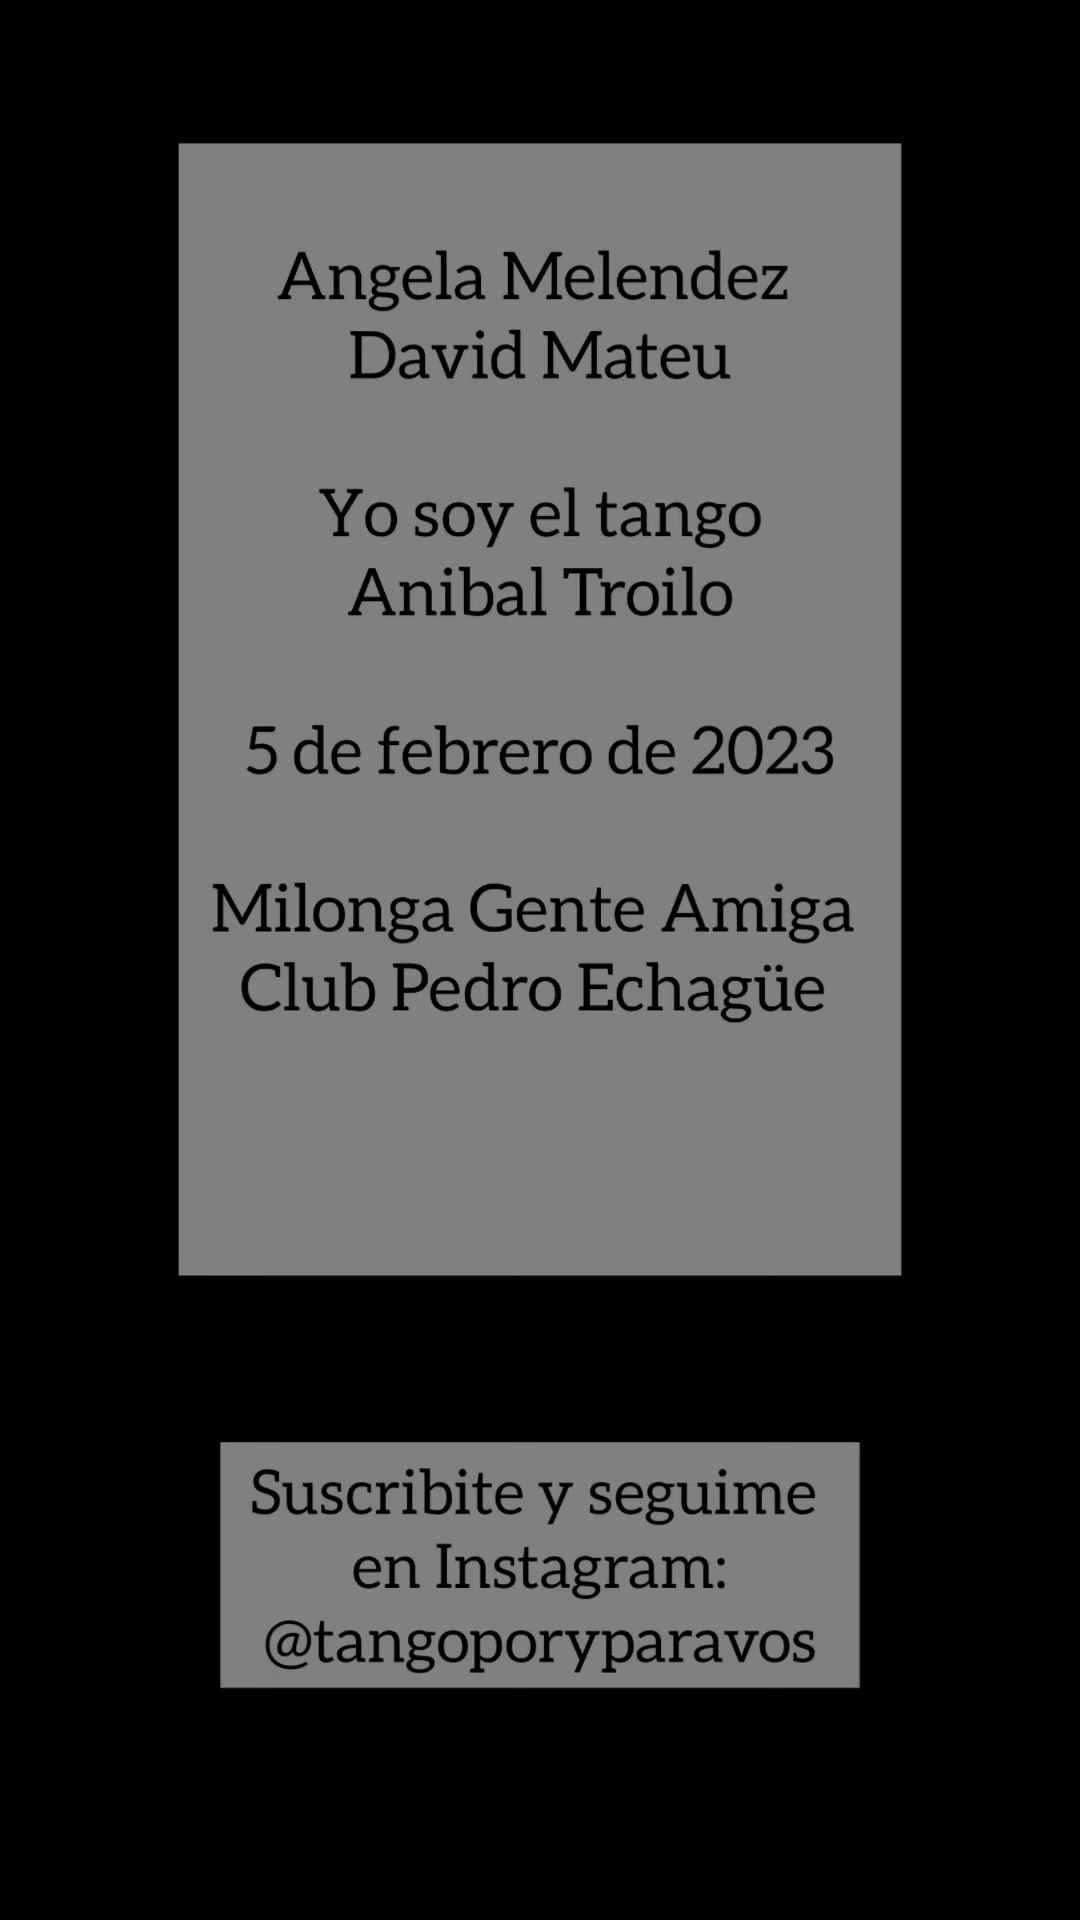 Angela Melendez
David Mateu
Yo soy el tango
Anibal Troilo
5 de febrero de 2023
Milonga Gente Amiga
Club Pedro Echagüe
Suscribite y seguime
en Instagram:
@tangoporyparavos